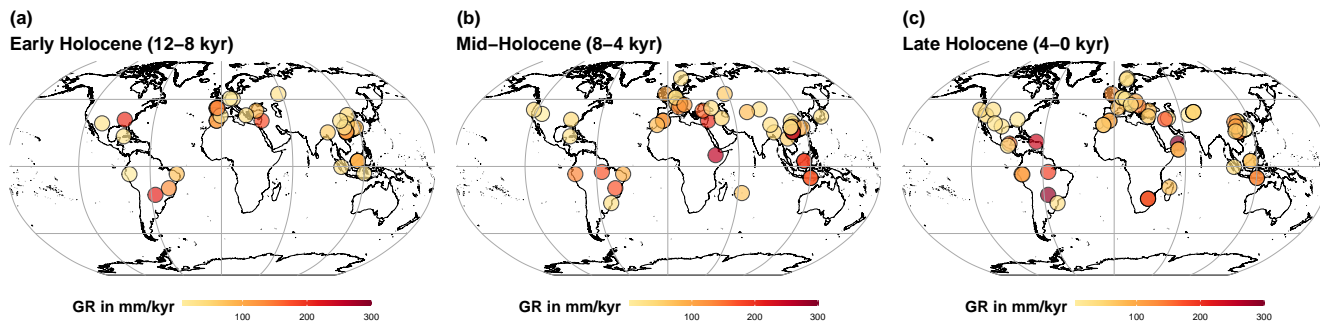 (a)
Early Holocene (12–8 kyr)
GR in mm/kyr
100 200 300
(b)
Mid–Holocene (8–4 kyr)
GR in mm/kyr
100 200 300
(c)
Late Holocene (4–0 kyr)
GR in mm/kyr
100 200 300